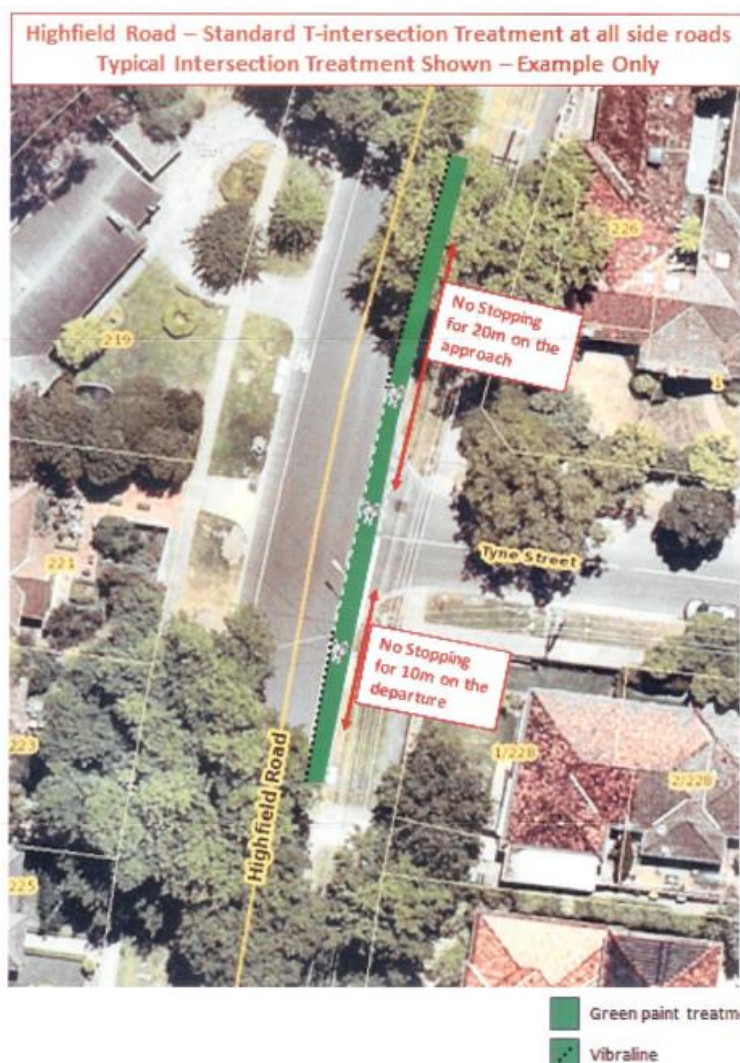 Highfield Road – Standard T-intersection Treatment at all side roads
Typical Intersection Treatment Shown – Example Only
226
No Stopping
for 20m on the
approach
219
8
Tyne Street
221
No Stopping
for 10m on the
departure
Highfield Road
223
1/228
2/228
225
Green paint treatm
Vibraline